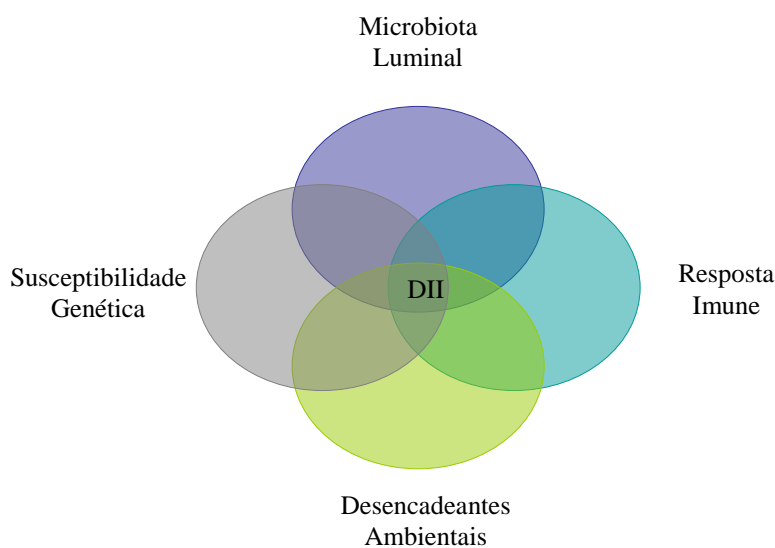 Microbiota
Luminal
Susceptibilidade
Genética
DII
Resposta
Imune
Desencadeantes
Ambientais